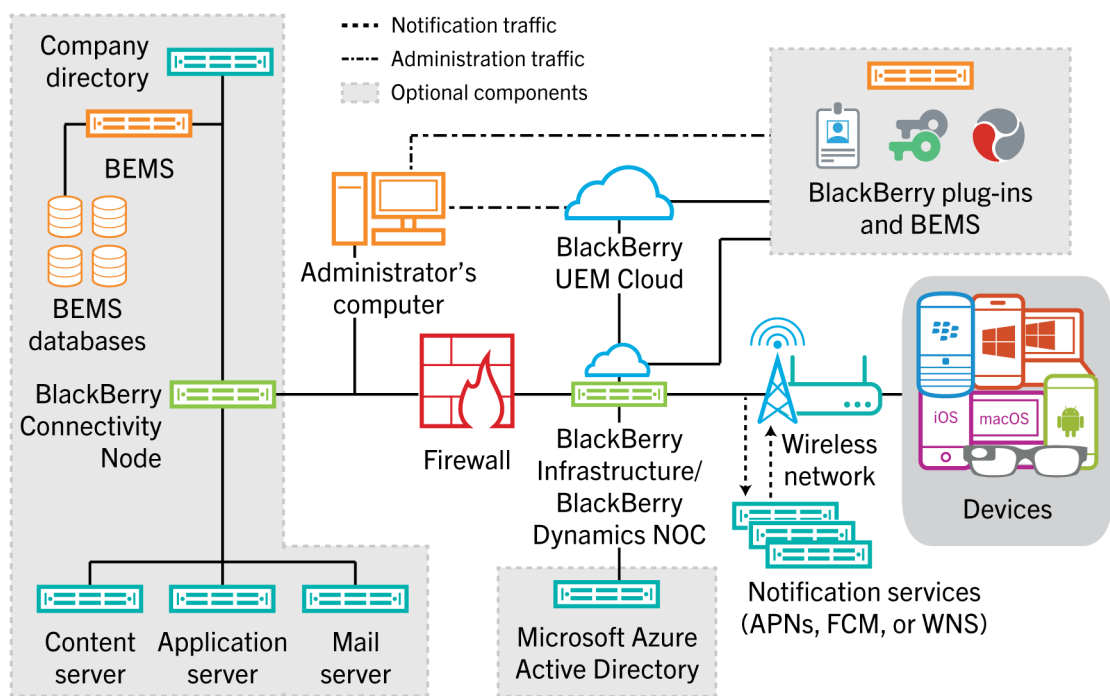 Notification traffic
Administration traffic
Optional components
Company
directory
BEMS
BEMS
databases
BlackBerry
Connectivity
Node
Content
server
Application
server
Mail
server
Administrator's
computer
Firewall
BlackBerry
UEM Cloud
BlackBerry
Infrastructure/
BlackBerry
Dynamics NOC
Microsoft Azure
Active Directory
BlackBerry plug-ins
and BEMS
Wireless
network
Notification services
(APNs, FCM, or WNS)
iOS
macOS
Devices